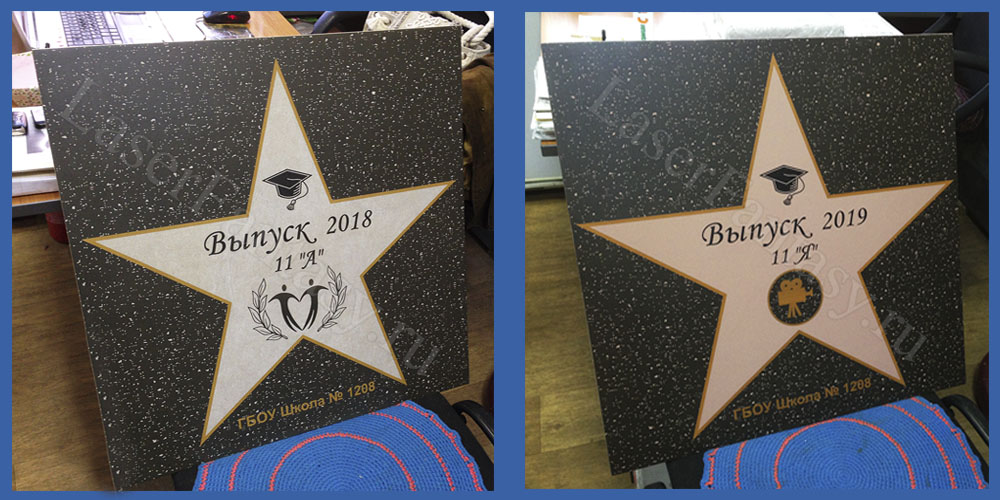 Выпуск 2018
11 "А"
ГБОУ Школа № 1208
Выпуск 2019
11 "Я"
ГБОУ Школа № 1208